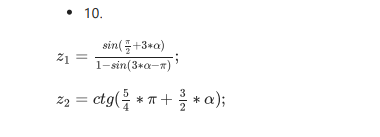 • 10.
z₁ = sin(π/2+3*α) / 1−sin(3*α−π);
z₂ = ctg(5/4 * π + 3/2 * α);